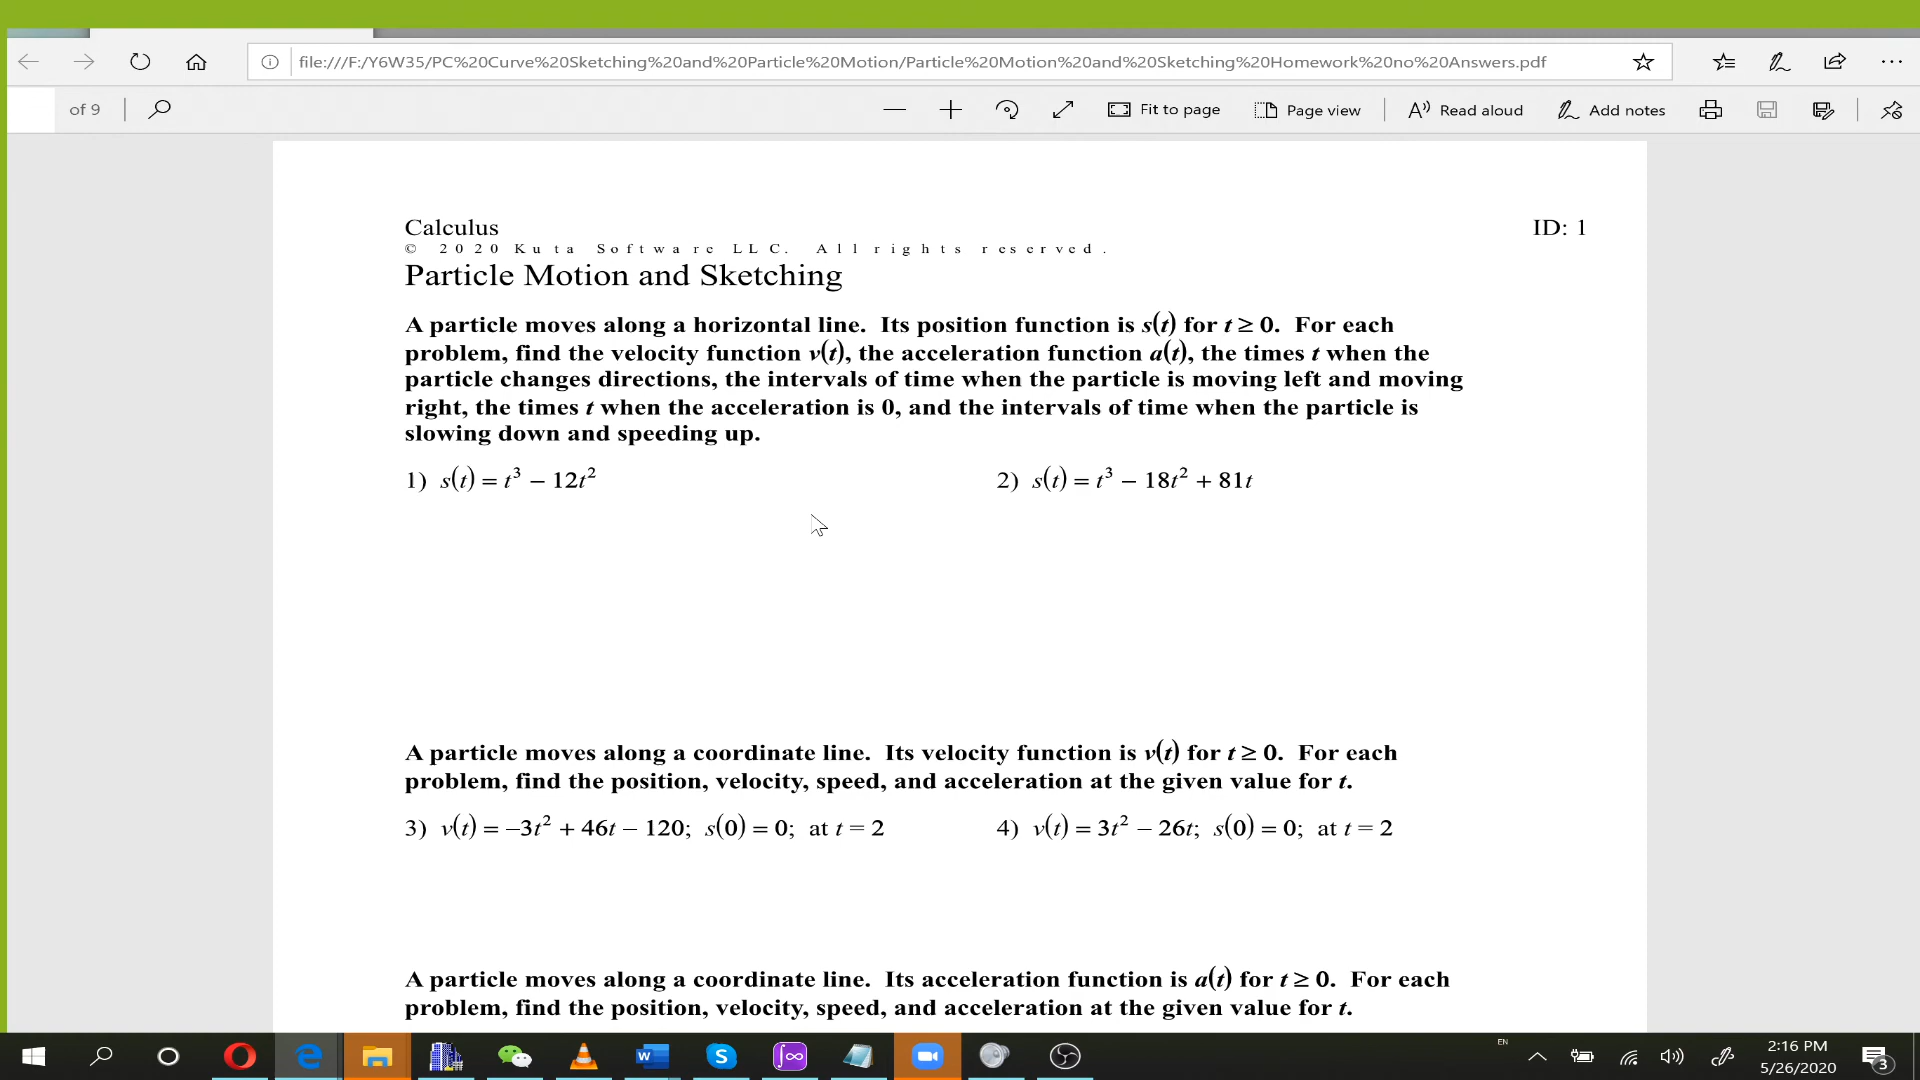 file:///F:/Y6W35/PC%20Curve%20Sketching%20and%20Particle%20Motion/Particle%20Motion%20and%20Sketching%20Homework%20no%20Answers.pdf
of 9
Fit to page
Page view
Read aloud
Add notes
Calculus
ID: 1
© 2020 Kuta Software LLC. All rights reserved.
Particle Motion and Sketching
A particle moves along a horizontal line. Its position function is s(t) for t ≥ 0. For each
problem, find the velocity function v(t), the acceleration function a(t), the times t when the
particle changes directions, the intervals of time when the particle is moving left and moving
right, the times t when the acceleration is 0, and the intervals of time when the particle is
slowing down and speeding up.
1) s(t) = t³ − 12t²
2) s(t) = t³ − 18t² + 81t
A particle moves along a coordinate line. Its velocity function is v(t) for t ≥ 0. For each
problem, find the position, velocity, speed, and acceleration at the given value for t.
3) v(t) = −3t² + 46t − 120; s(0) = 0; at t = 2
4) v(t) = 3t² − 26t; s(0) = 0; at t = 2
A particle moves along a coordinate line. Its acceleration function is a(t) for t ≥ 0. For each
problem, find the position, velocity, speed, and acceleration at the given value for t.
EN
2:16 PM
5/26/2020
3